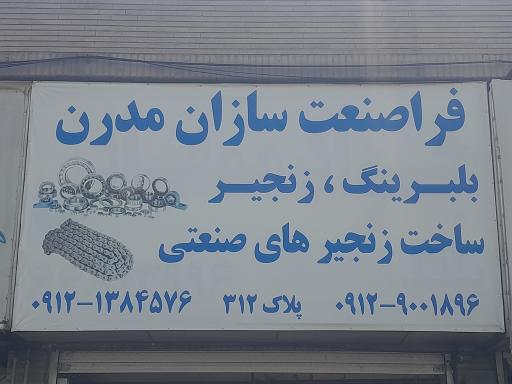 فراصنعت سازان مدرن
بلبرینگ ، زنجیر
ساخت زنجیر های صنعتی
۰۹۱۲-۹۰۰۱۸۹۶ پلاک ۳۱۲ ۰۹۱۲-۱۳۸۴۵۷۶